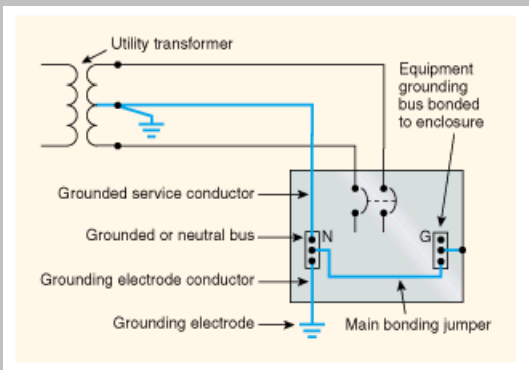 Utility transformer
Equipment
grounding
bus bonded
to enclosure
Grounded service conductor
Grounded or neutral bus
N
G
Grounding electrode conductor
Grounding electrode
Main bonding jumper